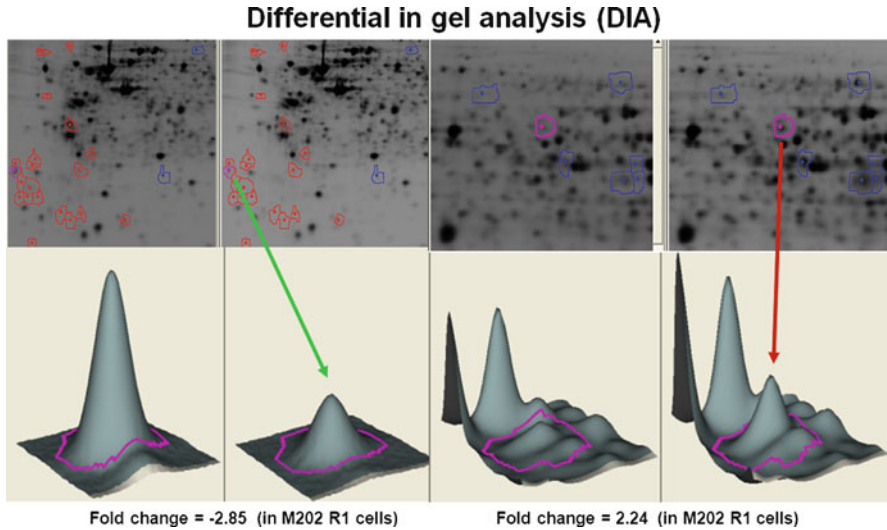 Differential in gel analysis (DIA)
Fold change = -2.85 (in M202 R1 cells)
Fold change = 2.24 (in M202 R1 cells)